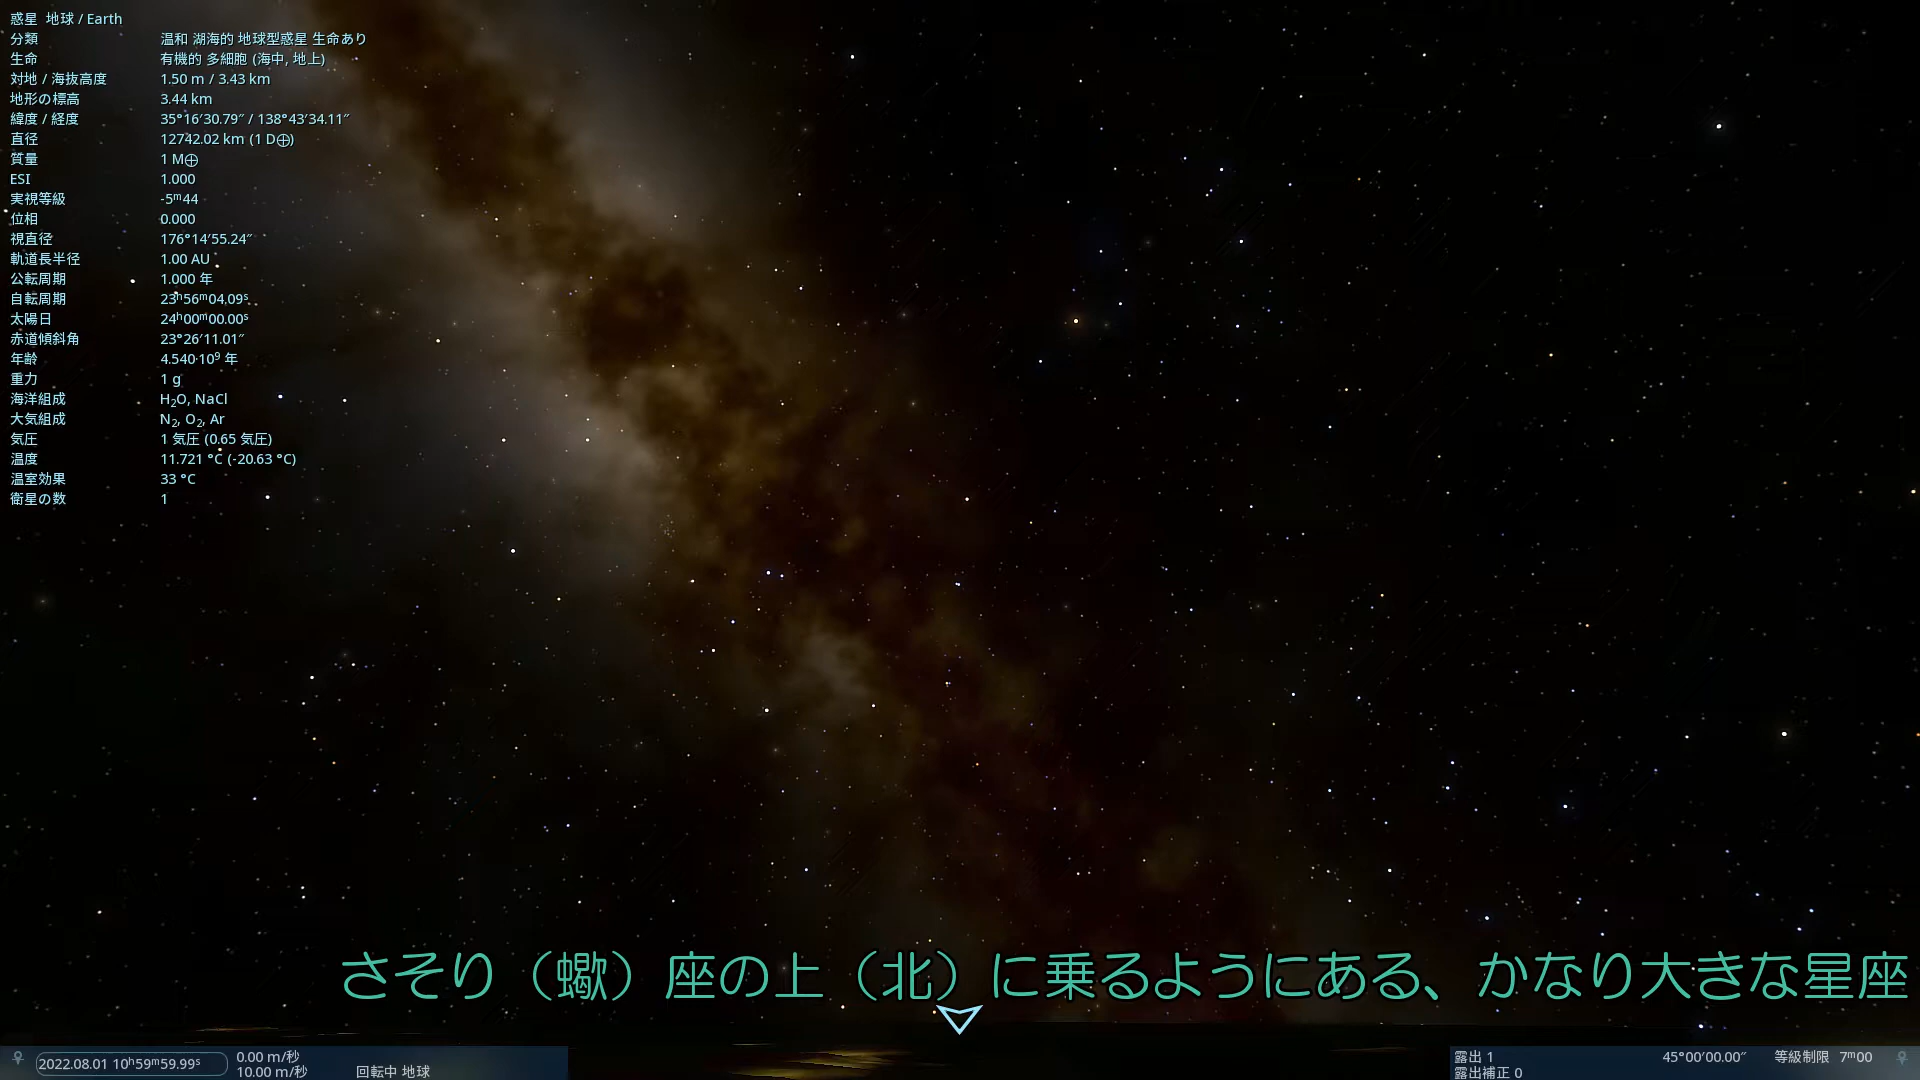 惑星 地球 / Earth
分類 温和 湖海的 地球型惑星 生命あり
生命 有機的 多細胞 (海中, 地上)
対地 / 海抜高度 1.50 m / 3.43 km
地形の標高 3.44 km
緯度 / 経度 35°16′30.79″ / 138°43′34.11″
直径 12742.02 km (1 D⨁)
質量 1 M⨁
ESI 1.000
実視等級 -5ᵐ44
位相 0.000
視直径 176°14′55.24″
軌道長半径 1.00 AU
公転周期 1.000 年
自転周期 23ʰ56ᵐ04.09ˢ
太陽日 24ʰ00ᵐ00.00ˢ
赤道傾斜角 23°26′11.01″
年齢 4.540·10⁹ 年
重力 1 g
海洋組成 H₂O, NaCl
大気組成 N₂, O₂, Ar
気圧 1 気圧 (0.65 気圧)
温度 11.721 °C (-20.63 °C)
温室効果 33 °C
衛星の数 1
さそり（蠍）座の上（北）に乗るようにある、かなり大きな星座
2022.08.01 10ʰ59ᵐ59.99ˢ
0.00 m/秒
10.00 m/秒 回転中 地球
露出 1 45°00′00.00″ 等級制限 7ᵐ00
露出補正 0